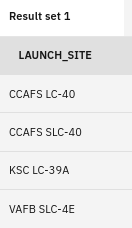 Result set 1
LAUNCH_SITE
CCAFS LC-40
CCAFS SLC-40
KSC LC-39A
VAFB SLC-4E